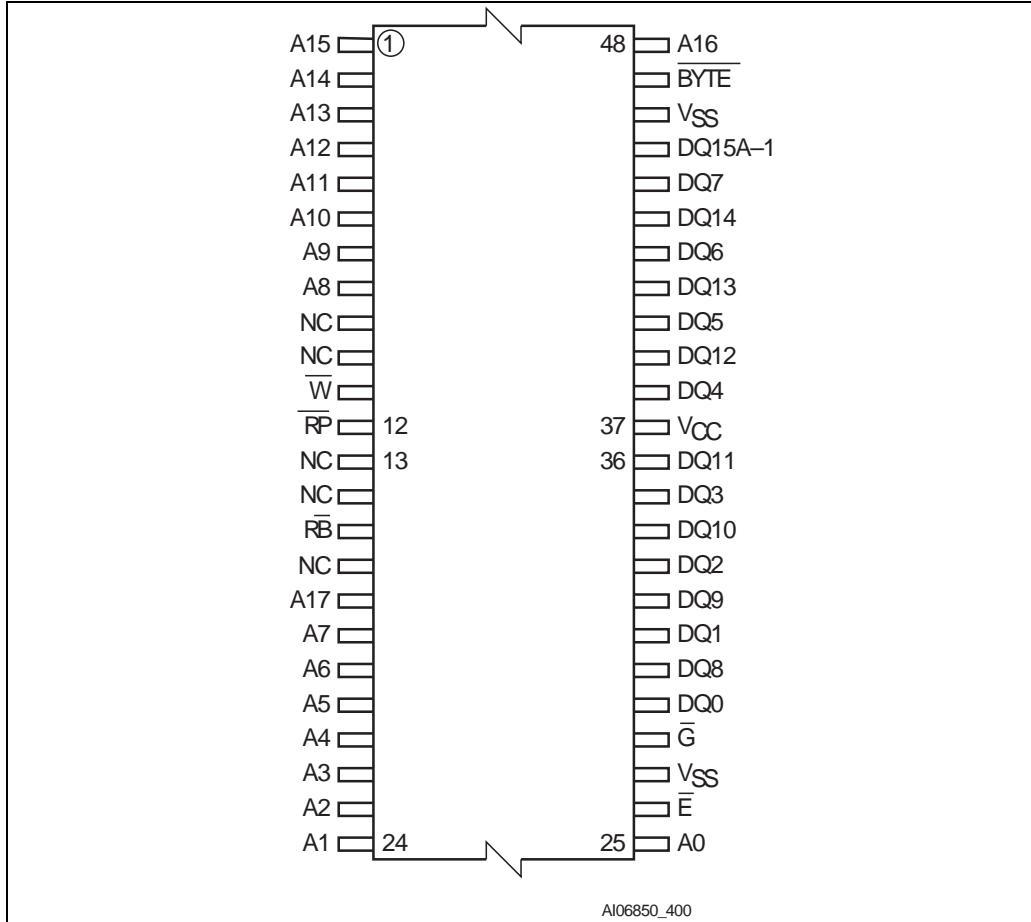 A15 ① 48 A16
A14 B̅Y̅T̅E̅
A13 VSS
A12 DQ15A–1
A11 DQ7
A10 DQ14
A9 DQ6
A8 DQ13
NC DQ5
NC DQ12
W̅ DQ4
R̅P̅ 12 37 VCC
NC 13 36 DQ11
NC DQ3
RB̅ DQ10
NC DQ2
A17 DQ9
A7 DQ1
A6 DQ8
A5 DQ0
A4 G̅
A3 VSS
A2 E̅
A1 24 25 A0
AI06850_400